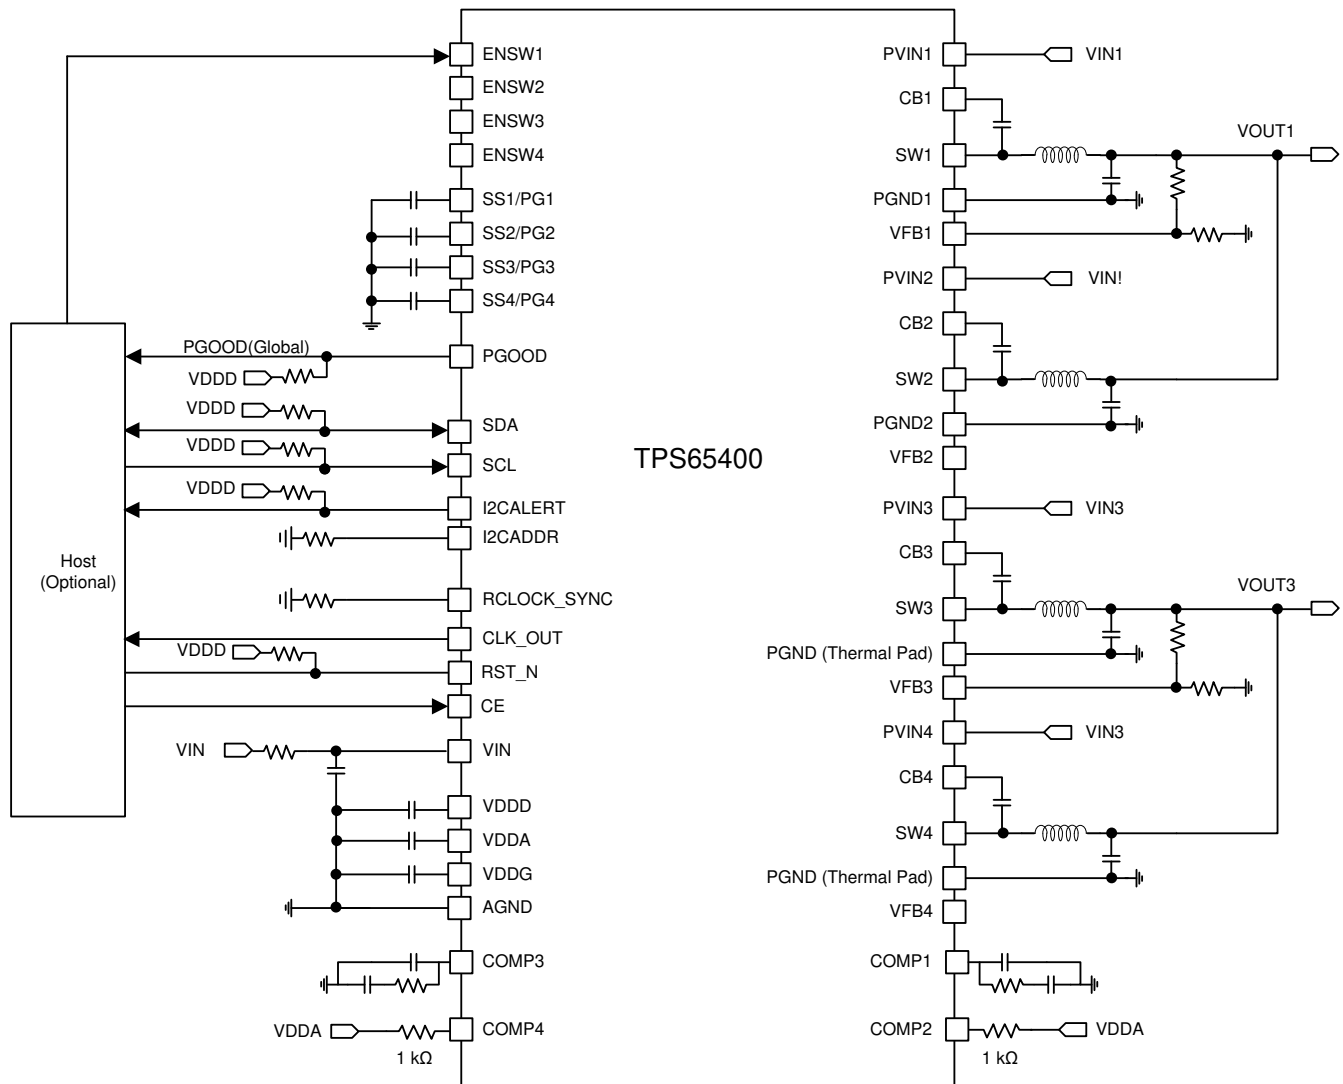 ENSW1
ENSW2
ENSW3
ENSW4
SS1/PG1
SS2/PG2
SS3/PG3
SS4/PG4
PGOOD(Global)
PGOOD
VDDD
VDDD
SDA
VDDD
SCL
VDDD
I2CALERT
I2CADDR
Host
(Optional)
RCLOCK_SYNC
CLK_OUT
VDDD
RST_N
CE
VIN
VIN
VDDD
VDDA
VDDG
AGND
COMP3
VDDA
COMP4
1 kΩ
TPS65400
PVIN1
VIN1
CB1
VOUT1
SW1
PGND1
VFB1
PVIN2
VIN!
CB2
SW2
PGND2
VFB2
PVIN3
VIN3
CB3
VOUT3
SW3
PGND (Thermal Pad)
VFB3
PVIN4
VIN3
CB4
SW4
PGND (Thermal Pad)
VFB4
COMP1
COMP2
VDDA
1 kΩ